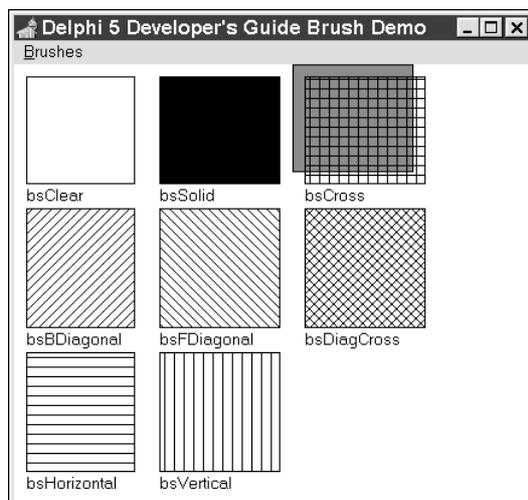 Delphi 5 Developer's Guide Brush Demo
Brushes
bsClear bsSolid bsCross
bsBDiagonal bsFDiagonal bsDiagCross
bsHorizontal bsVertical